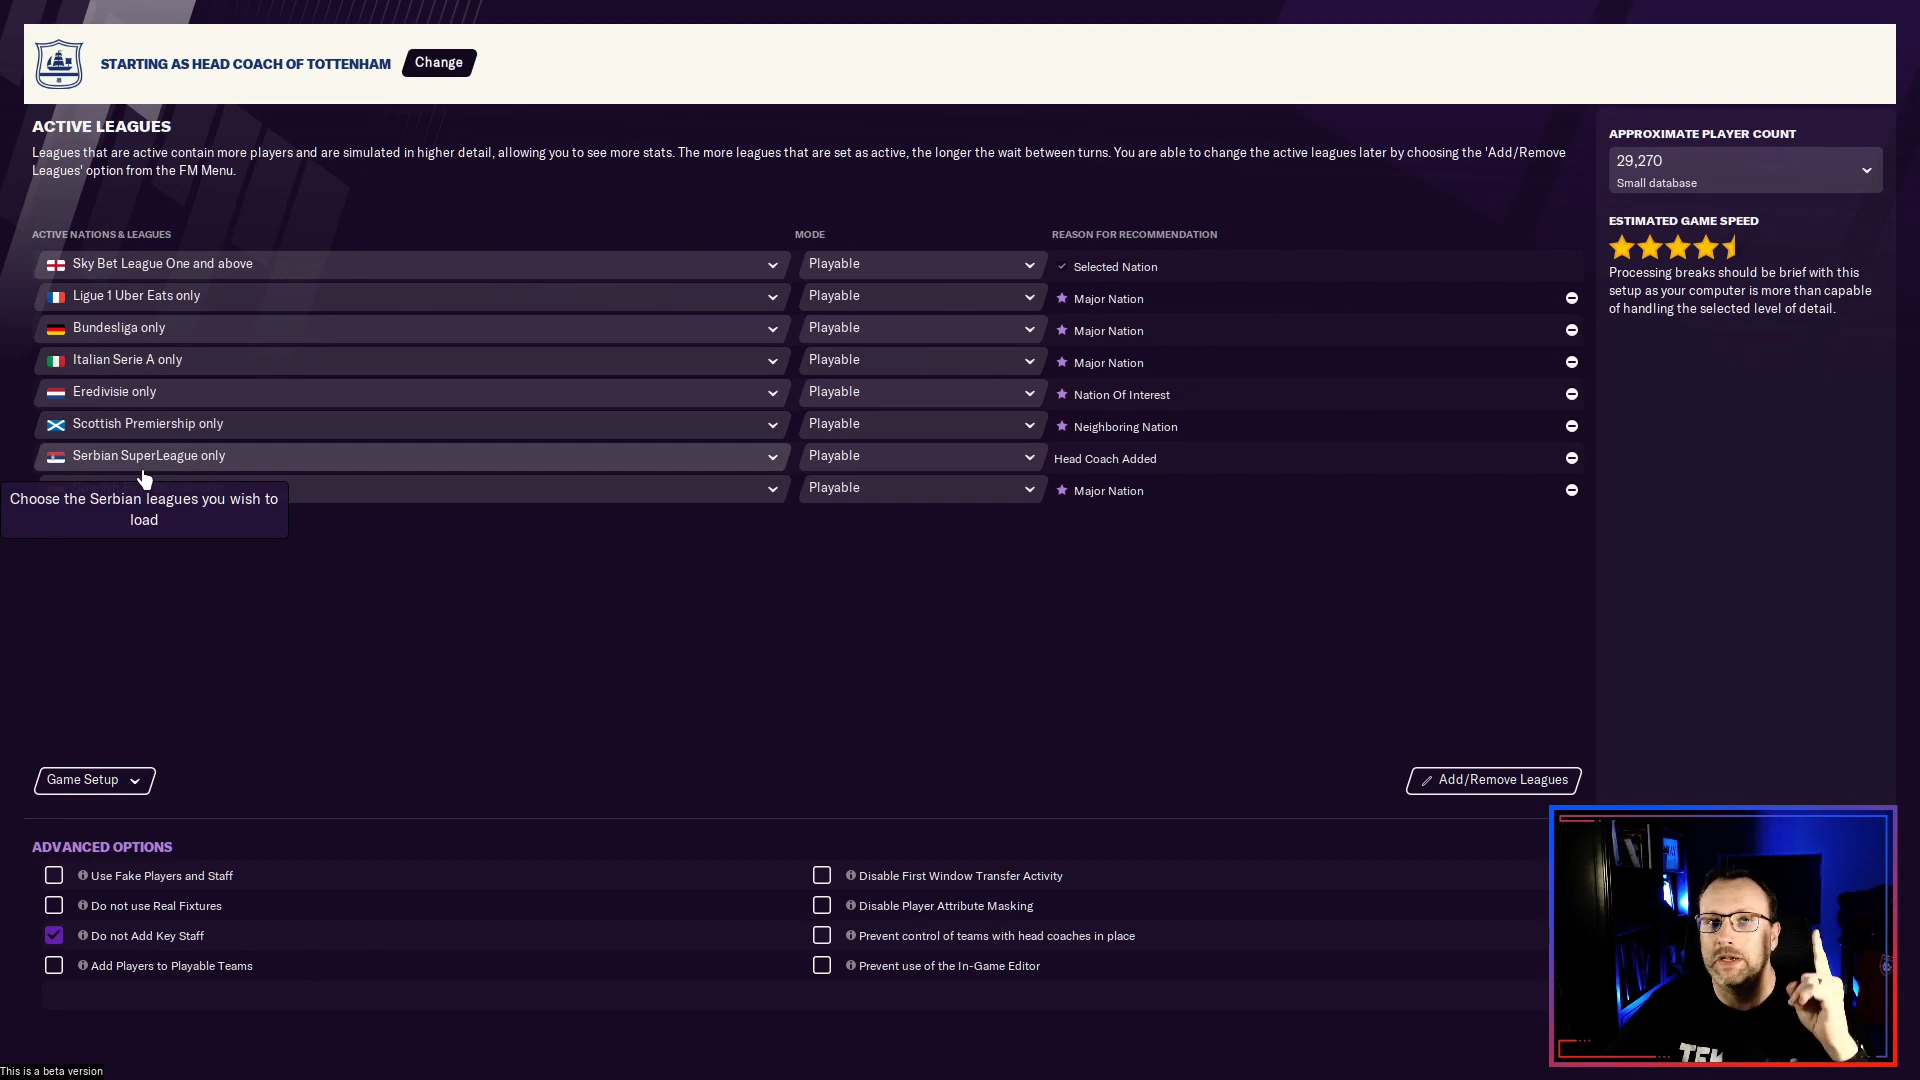 STARTING AS HEAD COACH OF TOTTENHAM
Change
ACTIVE LEAGUES
Leagues that are active contain more players and are simulated in higher detail, allowing you to see more stats. The more leagues that are set as active, the longer the wait between turns. You are able to change the active leagues later by choosing the 'Add/Remove
Leagues' option from the FM Menu.
ACTIVE NATIONS & LEAGUES MODE REASON FOR RECOMMENDATION
Sky Bet League One and above Playable Selected Nation
Ligue 1 Uber Eats only Playable Major Nation
Bundesliga only Playable Major Nation
Italian Serie A only Playable Major Nation
Eredivisie only Playable Nation Of Interest
Scottish Premiership only Playable Neighboring Nation
Serbian SuperLeague only Playable Head Coach Added
Playable Major Nation
Choose the Serbian leagues you wish to
load
APPROXIMATE PLAYER COUNT
29,270
Small database
ESTIMATED GAME SPEED
Processing breaks should be brief with this
setup as your computer is more than capable
of handling the selected level of detail.
Game Setup
Add/Remove Leagues
ADVANCED OPTIONS
Use Fake Players and Staff
Do not use Real Fixtures
Do not Add Key Staff
Add Players to Playable Teams
Disable First Window Transfer Activity
Disable Player Attribute Masking
Prevent control of teams with head coaches in place
Prevent use of the In-Game Editor
This is a beta version